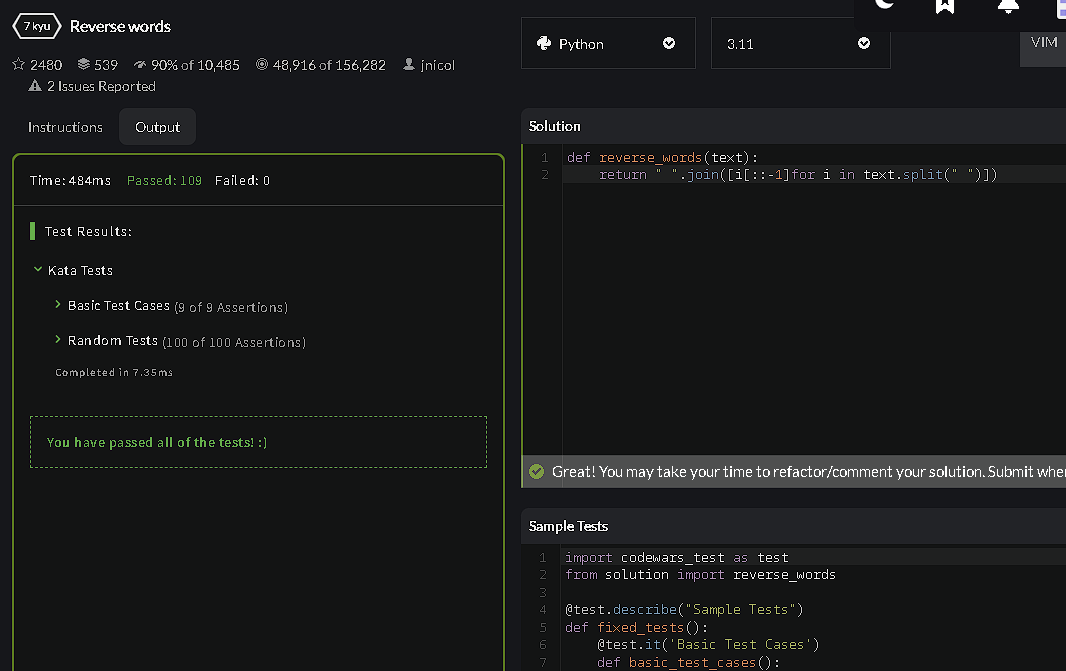 7 kyu Reverse words
2480 539 90% of 10,485 48,916 of 156,282 jnicol
2 Issues Reported
Instructions Output
Time: 484ms Passed: 109 Failed: 0
Test Results:
Kata Tests
Basic Test Cases (9 of 9 Assertions)
Random Tests (100 of 100 Assertions)
Completed in 7.35ms
You have passed all of the tests! :)
Python 3.11 VIM
Solution
1 def reverse_words(text):
2 return " ".join([i[::-1]for i in text.split(" ")])
Great! You may take your time to refactor/comment your solution. Submit when
Sample Tests
1 import codewars_test as test
2 from solution import reverse_words
3
4 @test.describe("Sample Tests")
5 def fixed_tests():
6 @test.it('Basic Test Cases')
7 def basic_test_cases():